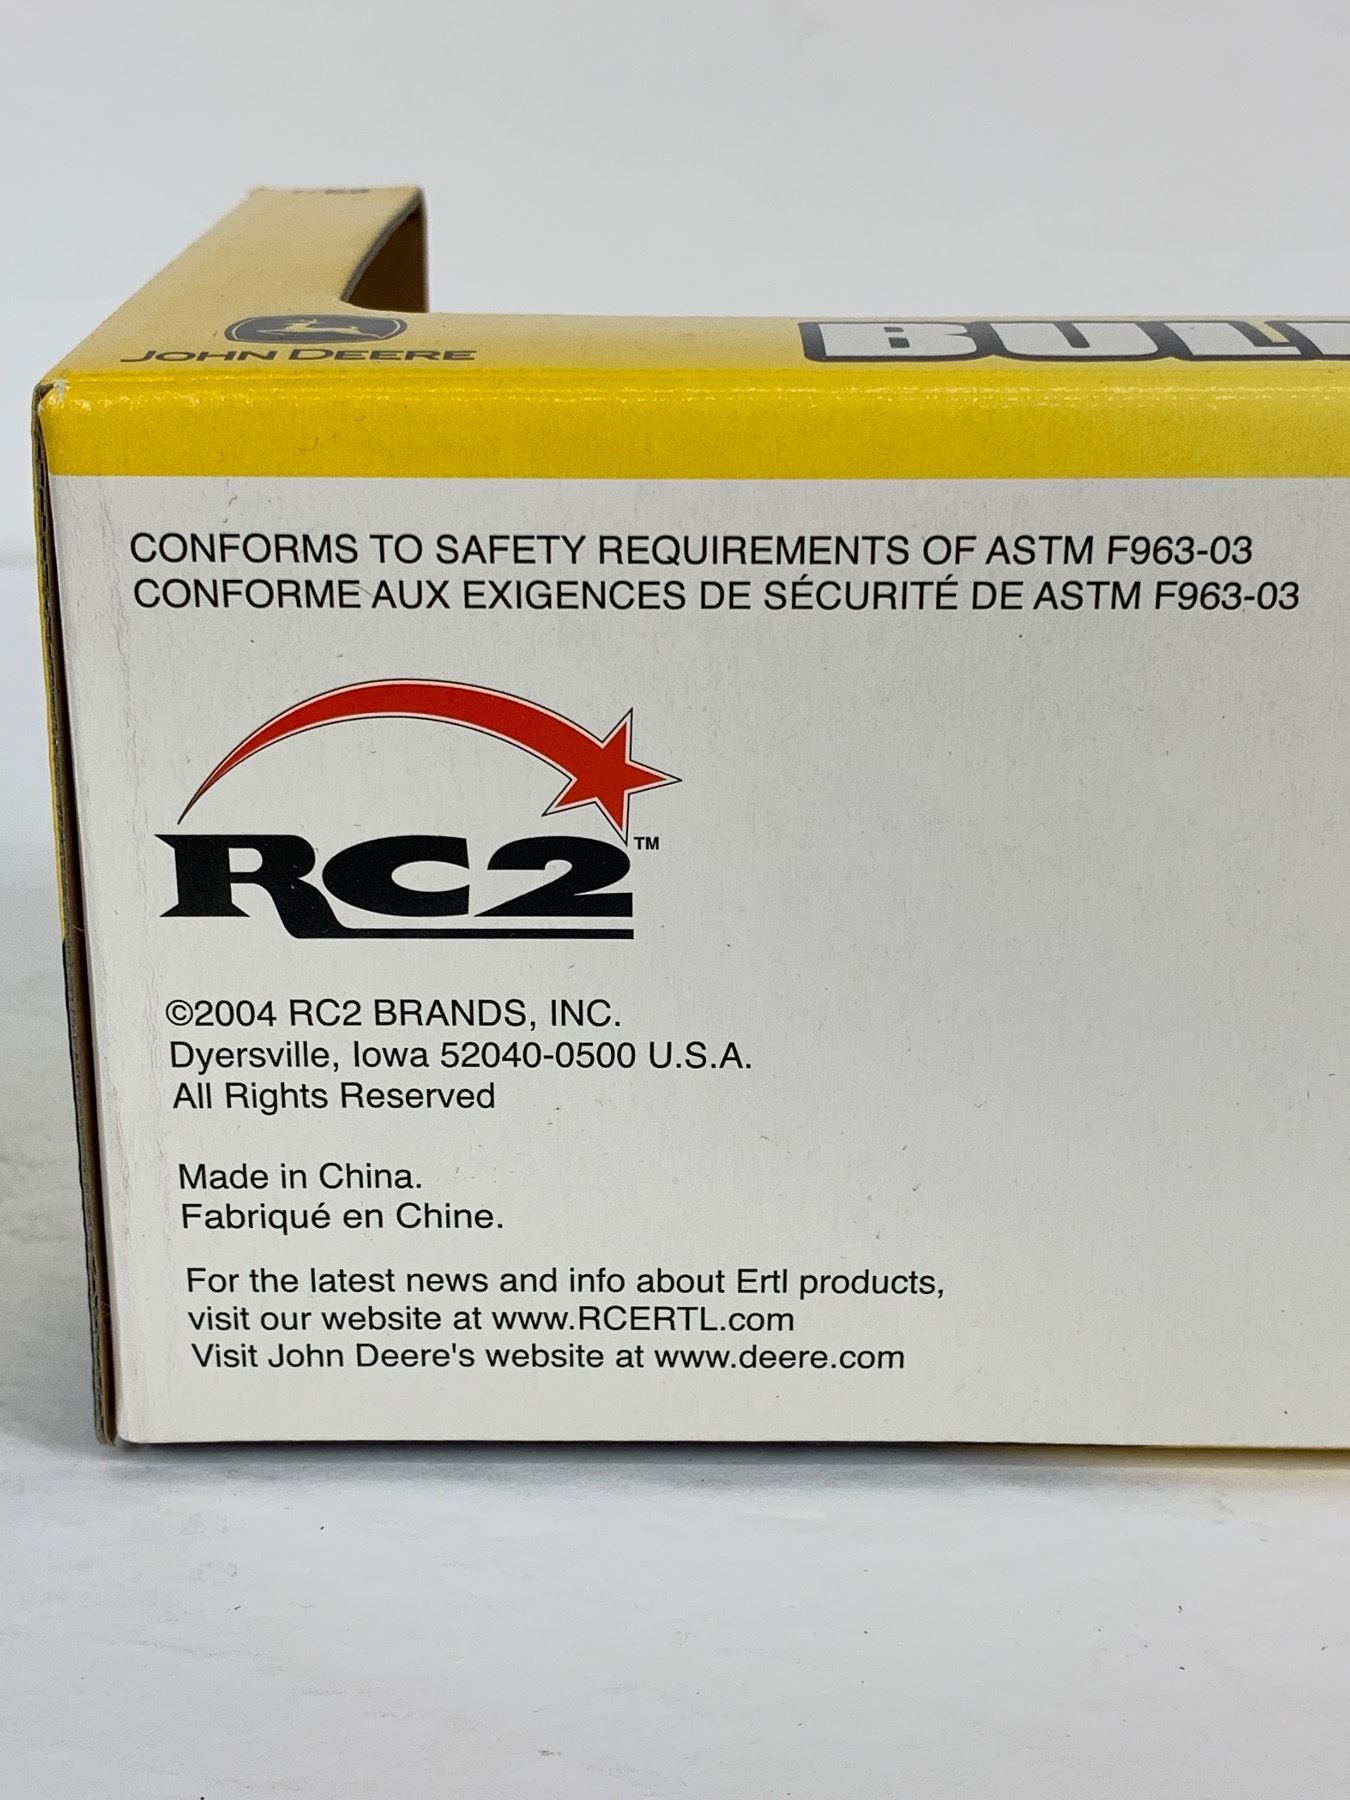 JOHN DEERE
CONFORMS TO SAFETY REQUIREMENTS OF ASTM F963-03
CONFORME AUX EXIGENCES DE SÉCURITÉ DE ASTM F963-03
RC2™
©2004 RC2 BRANDS, INC.
Dyersville, Iowa 52040-0500 U.S.A.
All Rights Reserved
Made in China.
Fabriqué en Chine.
For the latest news and info about Ertl products,
visit our website at www.RCERTL.com
Visit John Deere's website at www.deere.com